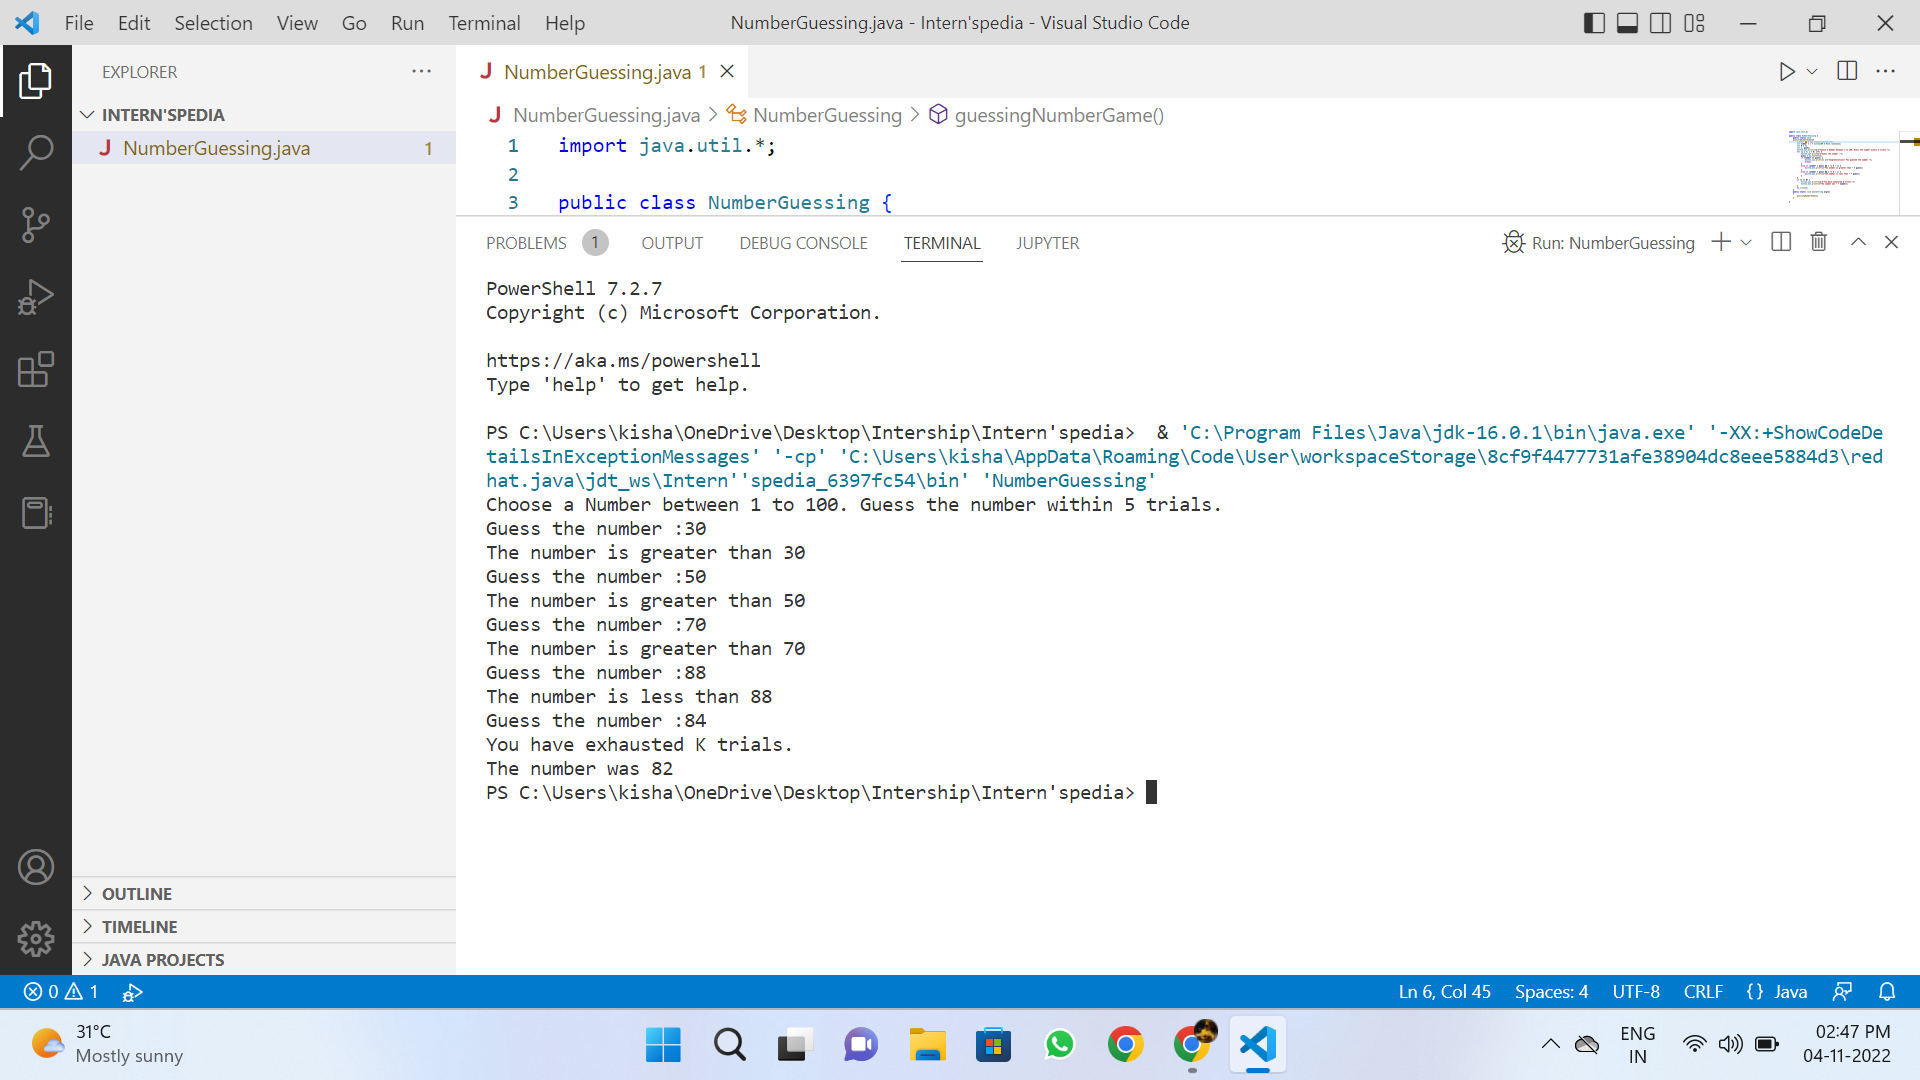 File Edit Selection View Go Run Terminal Help
NumberGuessing.java - Intern'spedia - Visual Studio Code
EXPLORER
INTERN'SPEDIA
NumberGuessing.java 1
NumberGuessing.java 1
NumberGuessing.java > NumberGuessing > guessingNumberGame()
1 import java.util.*;
2
3 public class NumberGuessing {
PROBLEMS 1 OUTPUT DEBUG CONSOLE TERMINAL JUPYTER
Run: NumberGuessing
PowerShell 7.2.7
Copyright (c) Microsoft Corporation.
https://aka.ms/powershell
Type 'help' to get help.
PS C:\Users\kisha\OneDrive\Desktop\Intership\Intern'spedia>  & 'C:\Program Files\Java\jdk-16.0.1\bin\java.exe' '-XX:+ShowCodeDe
tailsInExceptionMessages' '-cp' 'C:\Users\kisha\AppData\Roaming\Code\User\workspaceStorage\8cf9f4477731afe38904dc8eee5884d3\red
hat.java\jdt_ws\Intern''spedia_6397fc54\bin' 'NumberGuessing'
Choose a Number between 1 to 100. Guess the number within 5 trials.
Guess the number :30
The number is greater than 30
Guess the number :50
The number is greater than 50
Guess the number :70
The number is greater than 70
Guess the number :88
The number is less than 88
Guess the number :84
You have exhausted K trials.
The number was 82
PS C:\Users\kisha\OneDrive\Desktop\Intership\Intern'spedia>
OUTLINE
TIMELINE
JAVA PROJECTS
0 1
Ln 6, Col 45 Spaces: 4 UTF-8 CRLF {} Java
31°C
Mostly sunny
ENG
IN
02:47 PM
04-11-2022